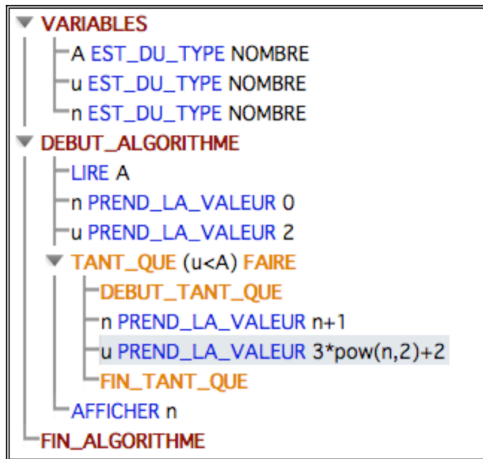 VARIABLES
A EST_DU_TYPE NOMBRE
u EST_DU_TYPE NOMBRE
n EST_DU_TYPE NOMBRE
DEBUT_ALGORITHME
LIRE A
n PREND_LA_VALEUR 0
u PREND_LA_VALEUR 2
TANT_QUE (u<A) FAIRE
DEBUT_TANT_QUE
n PREND_LA_VALEUR n+1
u PREND_LA_VALEUR 3*pow(n,2)+2
FIN_TANT_QUE
AFFICHER n
FIN_ALGORITHME